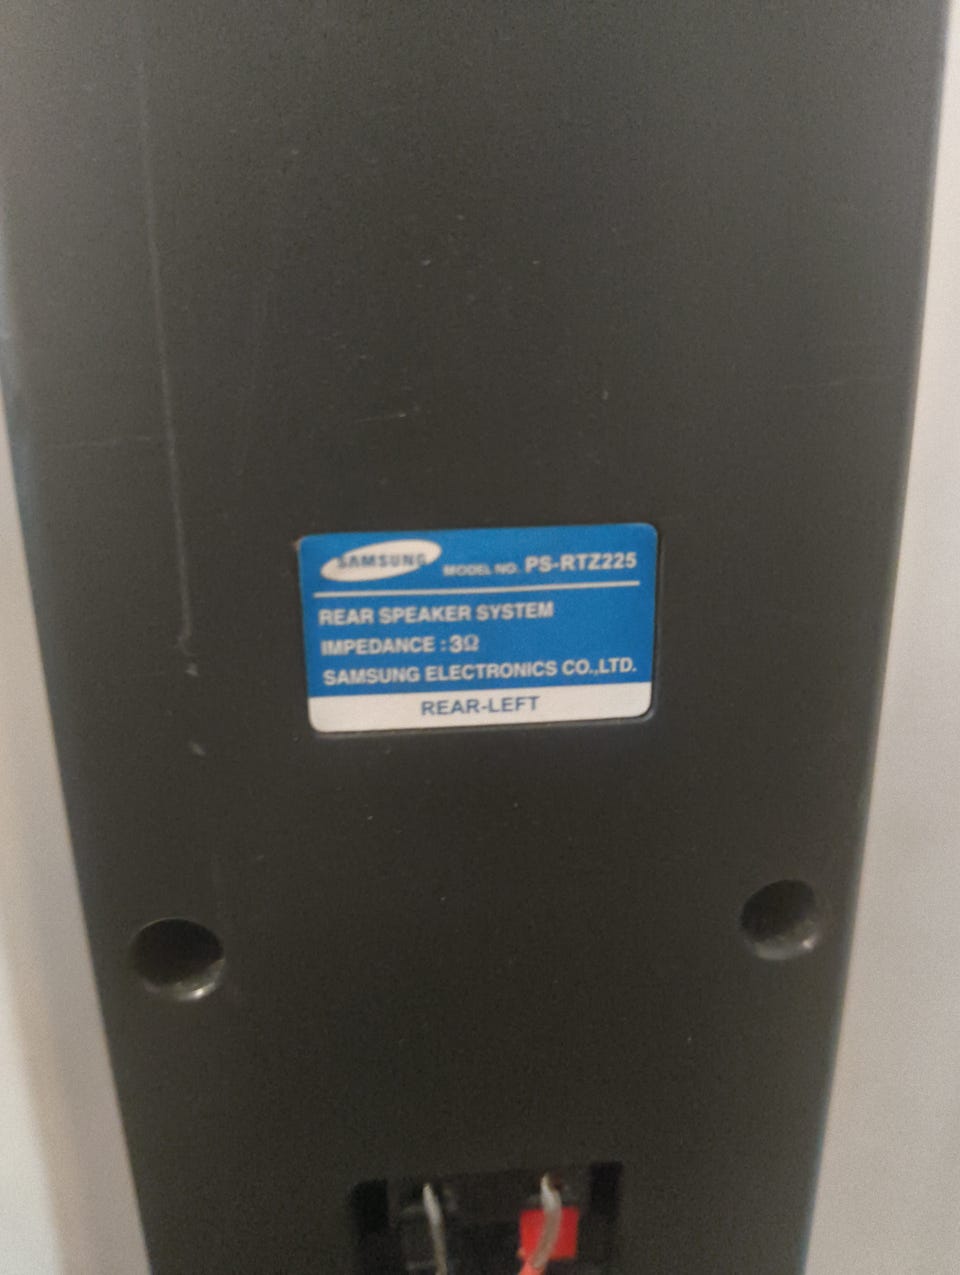 SAMSUNG MODEL NO. PS-RTZ225
REAR SPEAKER SYSTEM
IMPEDANCE : 3Ω
SAMSUNG ELECTRONICS CO.,LTD.
REAR-LEFT